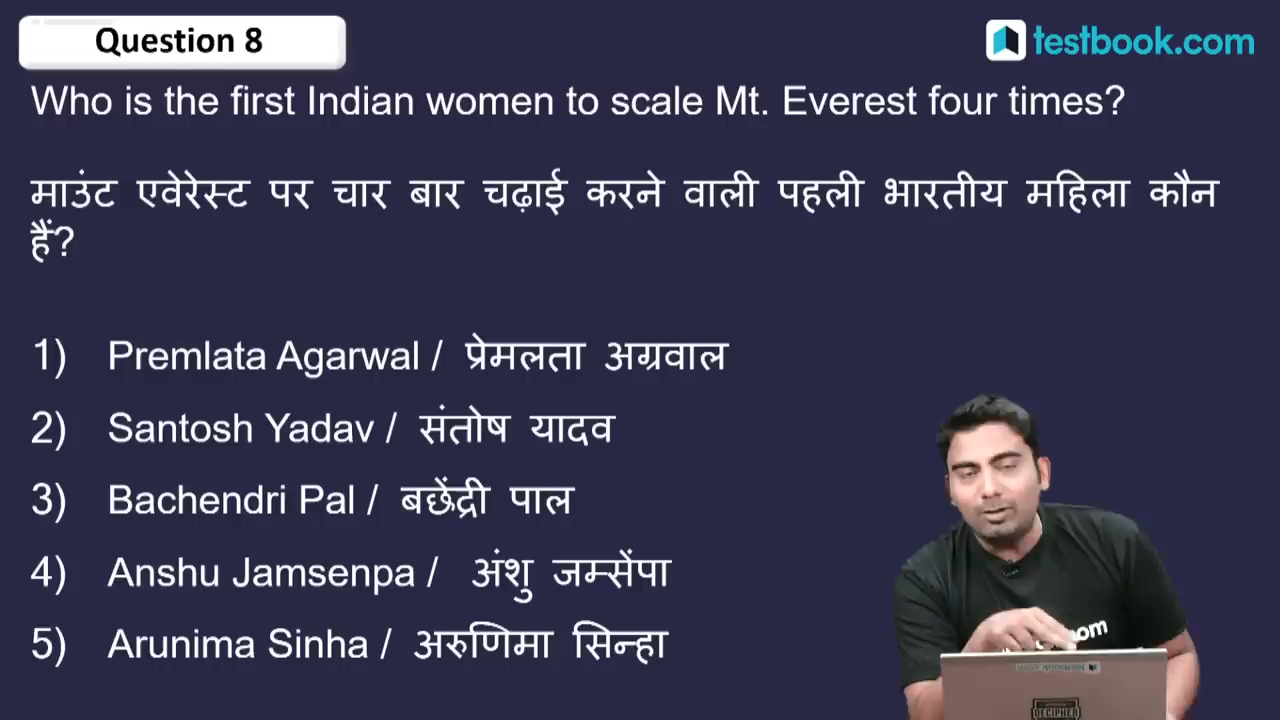 Question 8
testbook.com
Who is the first Indian women to scale Mt. Everest four times?
माउंट एवेरेस्ट पर चार बार चढ़ाई करने वाली पहली भारतीय महिला कौन
हैं?
1) Premlata Agarwal / प्रेमलता अग्रवाल
2) Santosh Yadav / संतोष यादव
3) Bachendri Pal / बछेंद्री पाल
4) Anshu Jamsenpa / अंशु जम्सेंपा
5) Arunima Sinha / अरुणिमा सिन्हा
DECIPHER